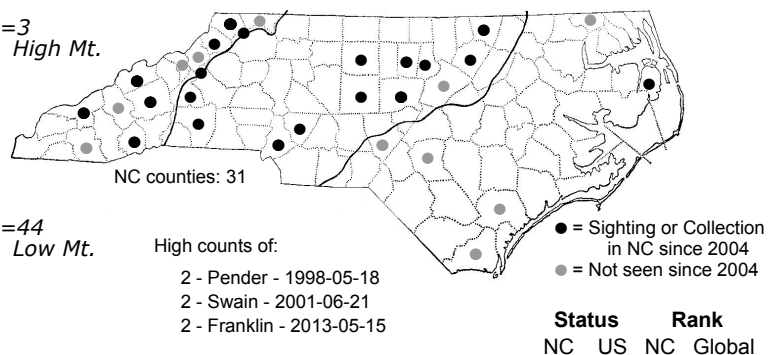 =3
High Mt.
NC counties: 31
=44
Low Mt.
High counts of:
2 - Pender - 1998-05-18
2 - Swain - 2001-06-21
2 - Franklin - 2013-05-15
● = Sighting or Collection
in NC since 2004
● = Not seen since 2004
Status Rank
NC US NC Global